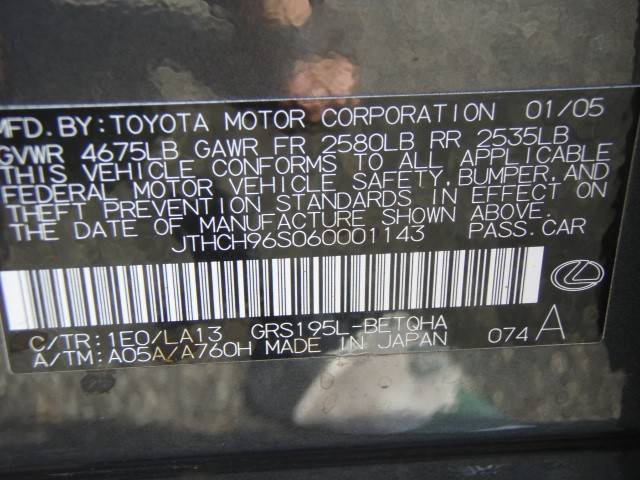 MFD. BY: TOYOTA MOTOR CORPORATION 01/05
GVWR 4675LB GAWR FR 2580LB RR 2535LB
THIS VEHICLE CONFORMS TO ALL APPLICABLE
FEDERAL MOTOR VEHICLE SAFETY, BUMPER, AND
THEFT PREVENTION STANDARDS IN EFFECT ON
THE DATE OF MANUFACTURE SHOWN ABOVE.
JTHCH96S060001143 PASS. CAR
C/TR: 1E0/LA13 GRS195L-BETQHA
A/TM: A05A/A760H MADE IN JAPAN 074 A